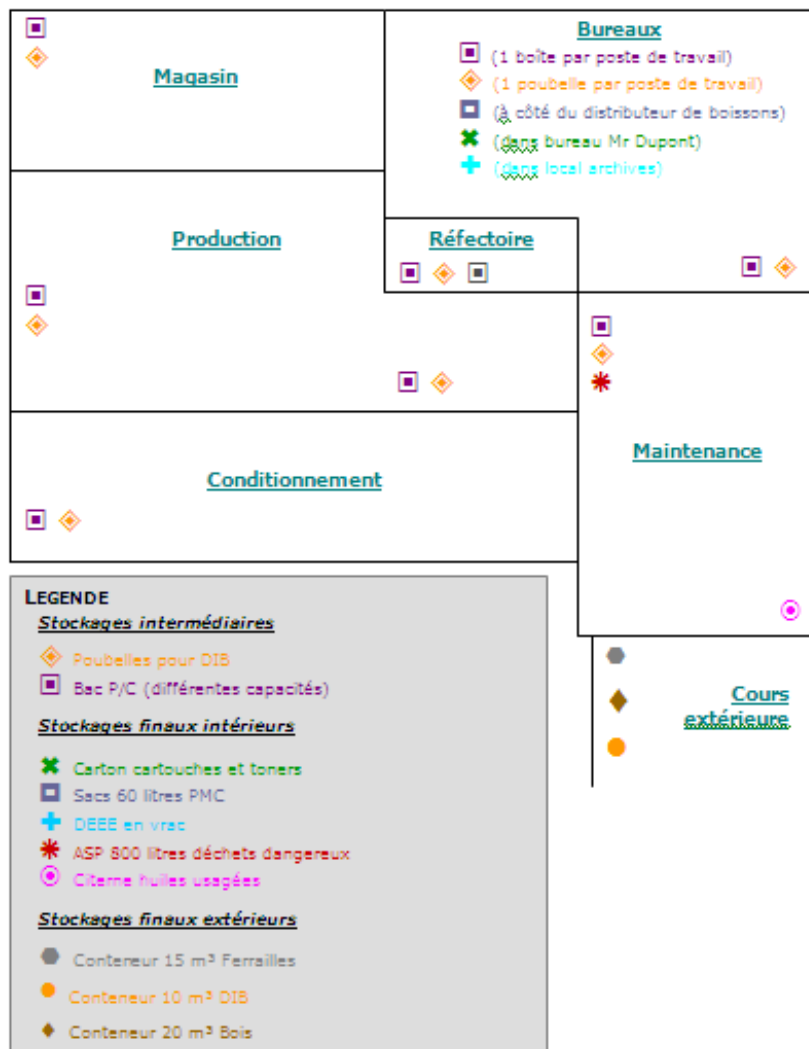 Magasin
Bureaux
(1 boîte par poste de travail)
(1 poubelle par poste de travail)
(à côté du distributeur de boissons)
(dans bureau Mr Dupont)
(dans local archives)
Production
Réfectoire
Maintenance
Conditionnement
Cours
extérieure
LEGENDE
Stockages intermédiaires
Poubelles pour DIB
Bac P/C (différentes capacités)
Stockages finaux intérieurs
Carton cartouches et toners
Sacs 60 litres PMC
DEEE en vrac
ASP 800 litres déchets dangereux
Citerne huiles usagées
Stockages finaux extérieurs
Conteneur 15 m³ Ferrailles
Conteneur 10 m³ DIB
Conteneur 20 m³ Bois